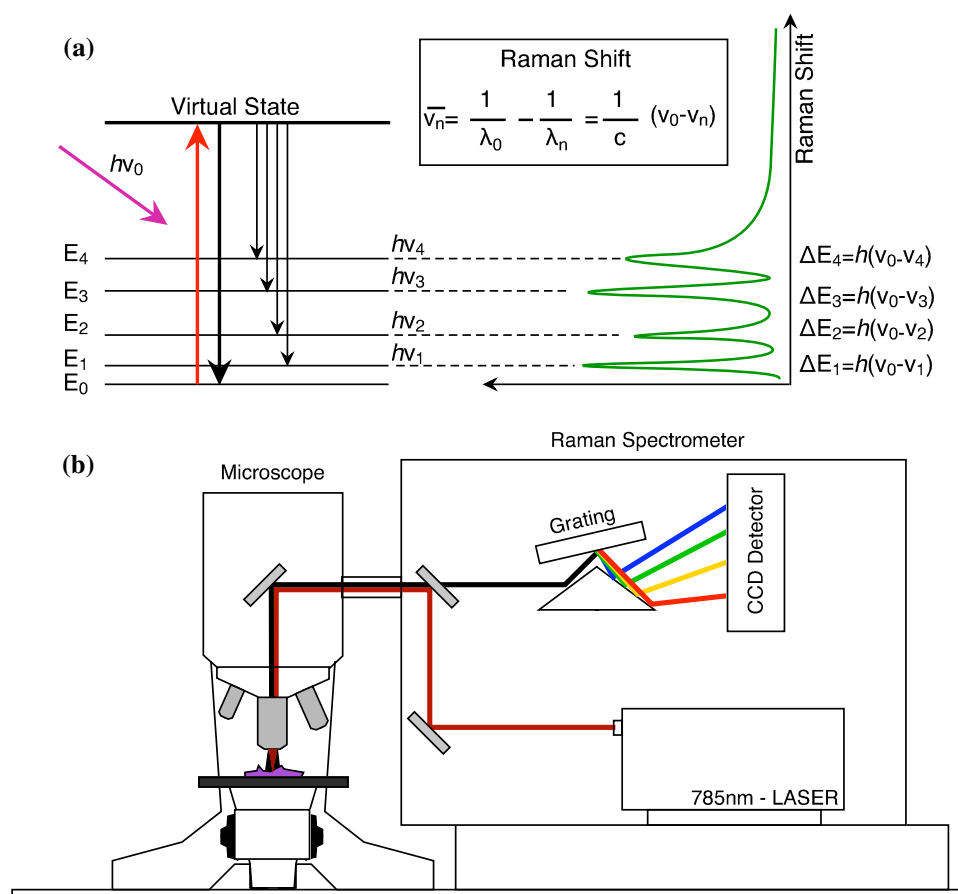 (a)
Raman Shift
v̅n= 1/λ0 - 1/λn = 1/c (v0-vn)
Virtual State
hv0
Raman Shift
E4
hv4
ΔE4=h(v0-v4)
E3
hv3
ΔE3=h(v0-v3)
E2
hv2
ΔE2=h(v0-v2)
E1
hv1
ΔE1=h(v0-v1)
E0
(b)
Raman Spectrometer
Microscope
Grating
CCD Detector
785nm - LASER